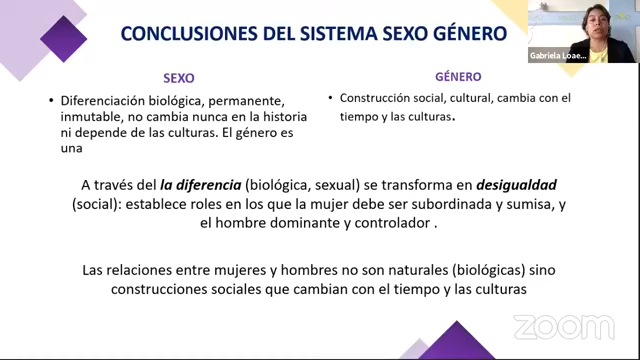 CONCLUSIONES DEL SISTEMA SEXO GÉNERO
SEXO
• Diferenciación biológica, permanente,
inmutable, no cambia nunca en la historia
ni depende de las culturas. El género es
una
GÉNERO
• Construcción social, cultural, cambia con el
tiempo y las culturas.
A través del la diferencia (biológica, sexual) se transforma en desigualdad
(social): establece roles en los que la mujer debe ser subordinada y sumisa, y
el hombre dominante y controlador .
Las relaciones entre mujeres y hombres no son naturales (biológicas) sino
construcciones sociales que cambian con el tiempo y las culturas
Gabriela Loae...
zoom